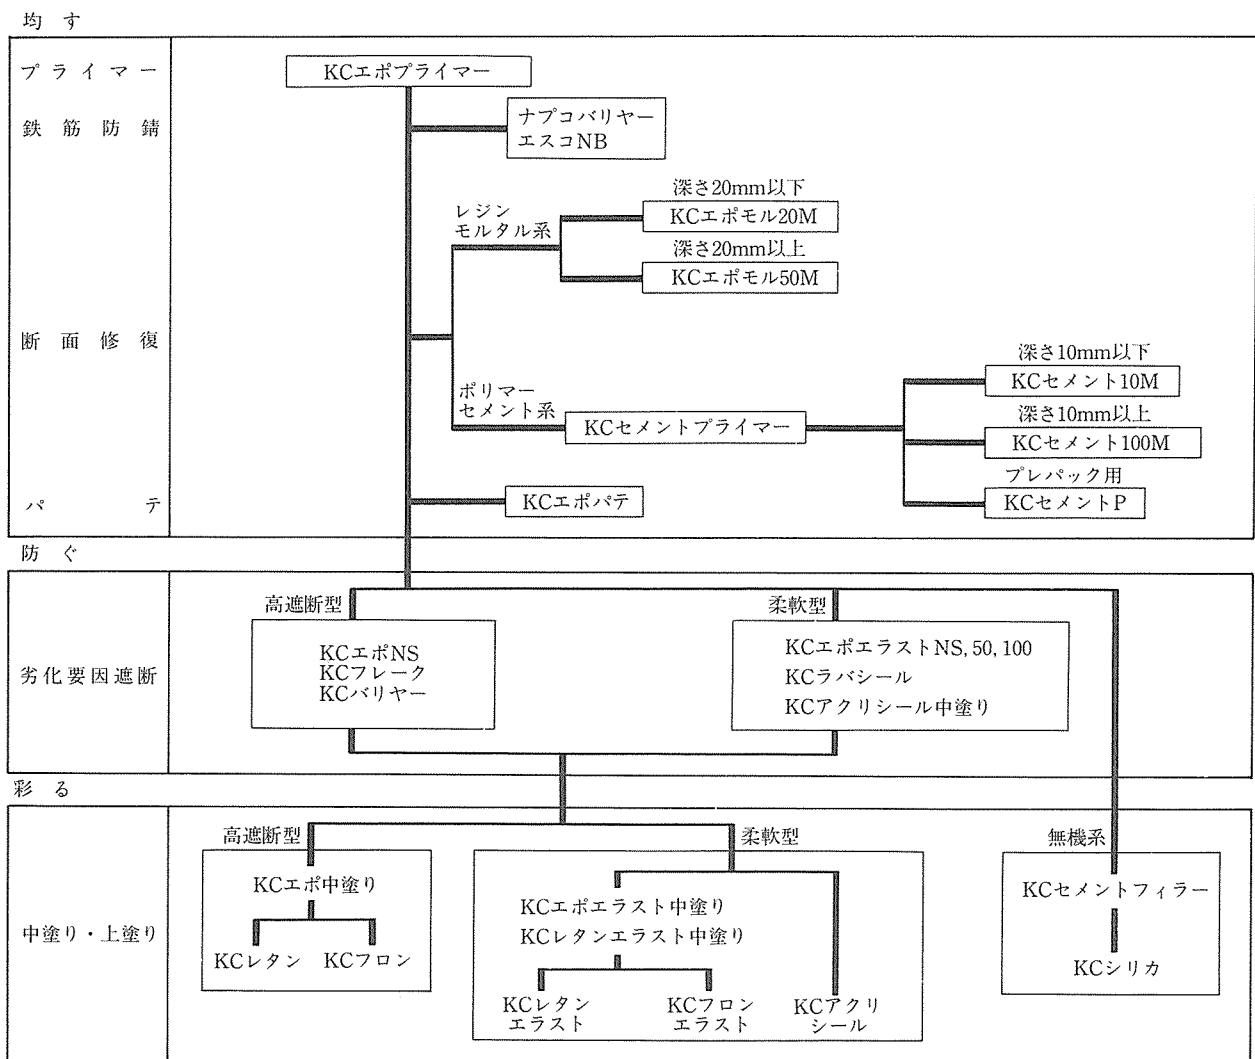 均す
プライマー
KCエポプライマー
鉄筋防錆
ナプコバリヤー
エスコNB
レジン
モルタル系
深さ20mm以下
KCエポモル20M
深さ20mm以上
KCエポモル50M
断面修復
ポリマー
セメント系
KCセメントプライマー
深さ10mm以下
KCセメント10M
深さ10mm以上
KCセメント100M
プレパック用
KCセメントP
パテ
KCエポパテ
防ぐ
劣化要因遮断
高遮断型
KCエポNS
KCフレーク
KCバリヤー
柔軟型
KCエポエラストNS, 50, 100
KCラバシール
KCアクリシール中塗り
彩る
中塗り・上塗り
高遮断型
KCエポ中塗り
KCレタン KCフロン
柔軟型
KCエポエラスト中塗り
KCレタンエラスト中塗り
KCレタン
エラスト
KCフロン
エラスト
KCアクリ
シール
無機系
KCセメントフィラー
KCシリカ